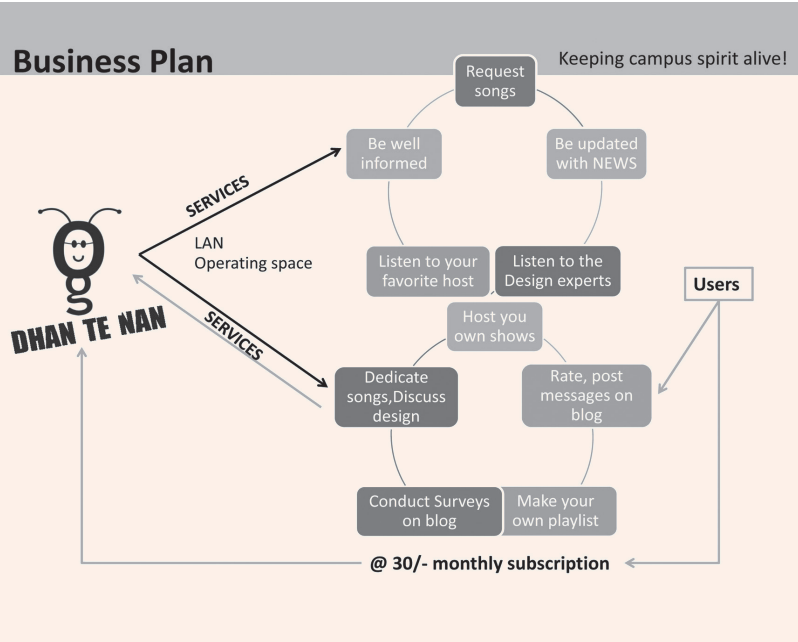 Business Plan
Keeping campus spirit alive!
Request
songs
Be well
informed
Be updated
with NEWS
SERVICES
LAN
Operating space
Listen to your
favorite host
Listen to the
Design experts
Users
DHAN TE NAN
SERVICES
Host you
own shows
Dedicate
songs,Discuss
design
Rate, post
messages on
blog
Conduct Surveys
on blog
Make your
own playlist
@ 30/- monthly subscription